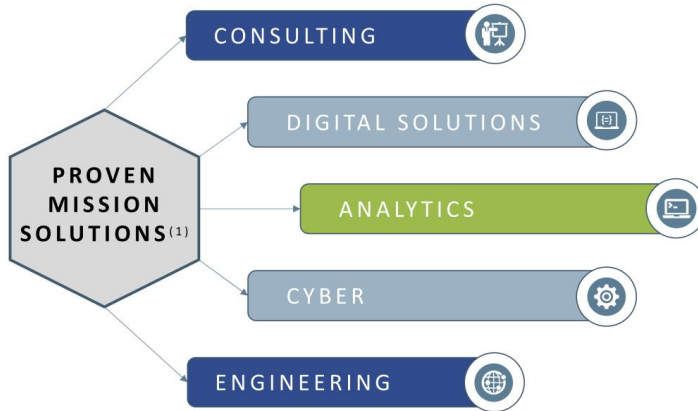 CONSULTING
DIGITAL SOLUTIONS
PROVEN
MISSION
SOLUTIONS(1)
ANALYTICS
CYBER
ENGINEERING